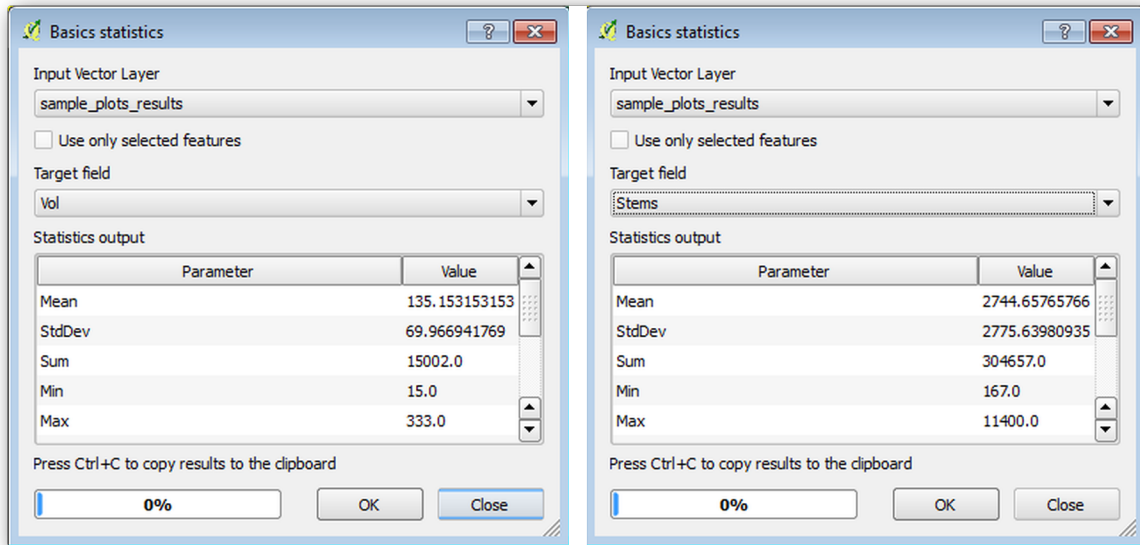 Basics statistics
Input Vector Layer
sample_plots_results
Use only selected features
Target field
Vol
Statistics output
Parameter Value
Mean 135.153153153
StdDev 69.966941769
Sum 15002.0
Min 15.0
Max 333.0
Press Ctrl+C to copy results to the clipboard
0% OK Close
Basics statistics
Input Vector Layer
sample_plots_results
Use only selected features
Target field
Stems
Statistics output
Parameter Value
Mean 2744.65765766
StdDev 2775.63980935
Sum 304657.0
Min 167.0
Max 11400.0
Press Ctrl+C to copy results to the clipboard
0% OK Close